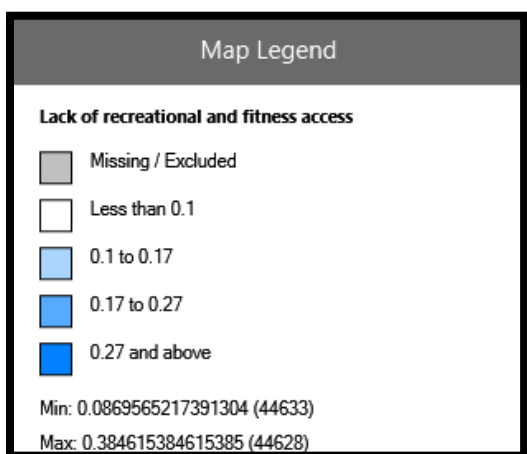 Map Legend
Lack of recreational and fitness access
Missing / Excluded
Less than 0.1
0.1 to 0.17
0.17 to 0.27
0.27 and above
Min: 0.0869565217391304 (44633)
Max: 0.384615384615385 (44628)